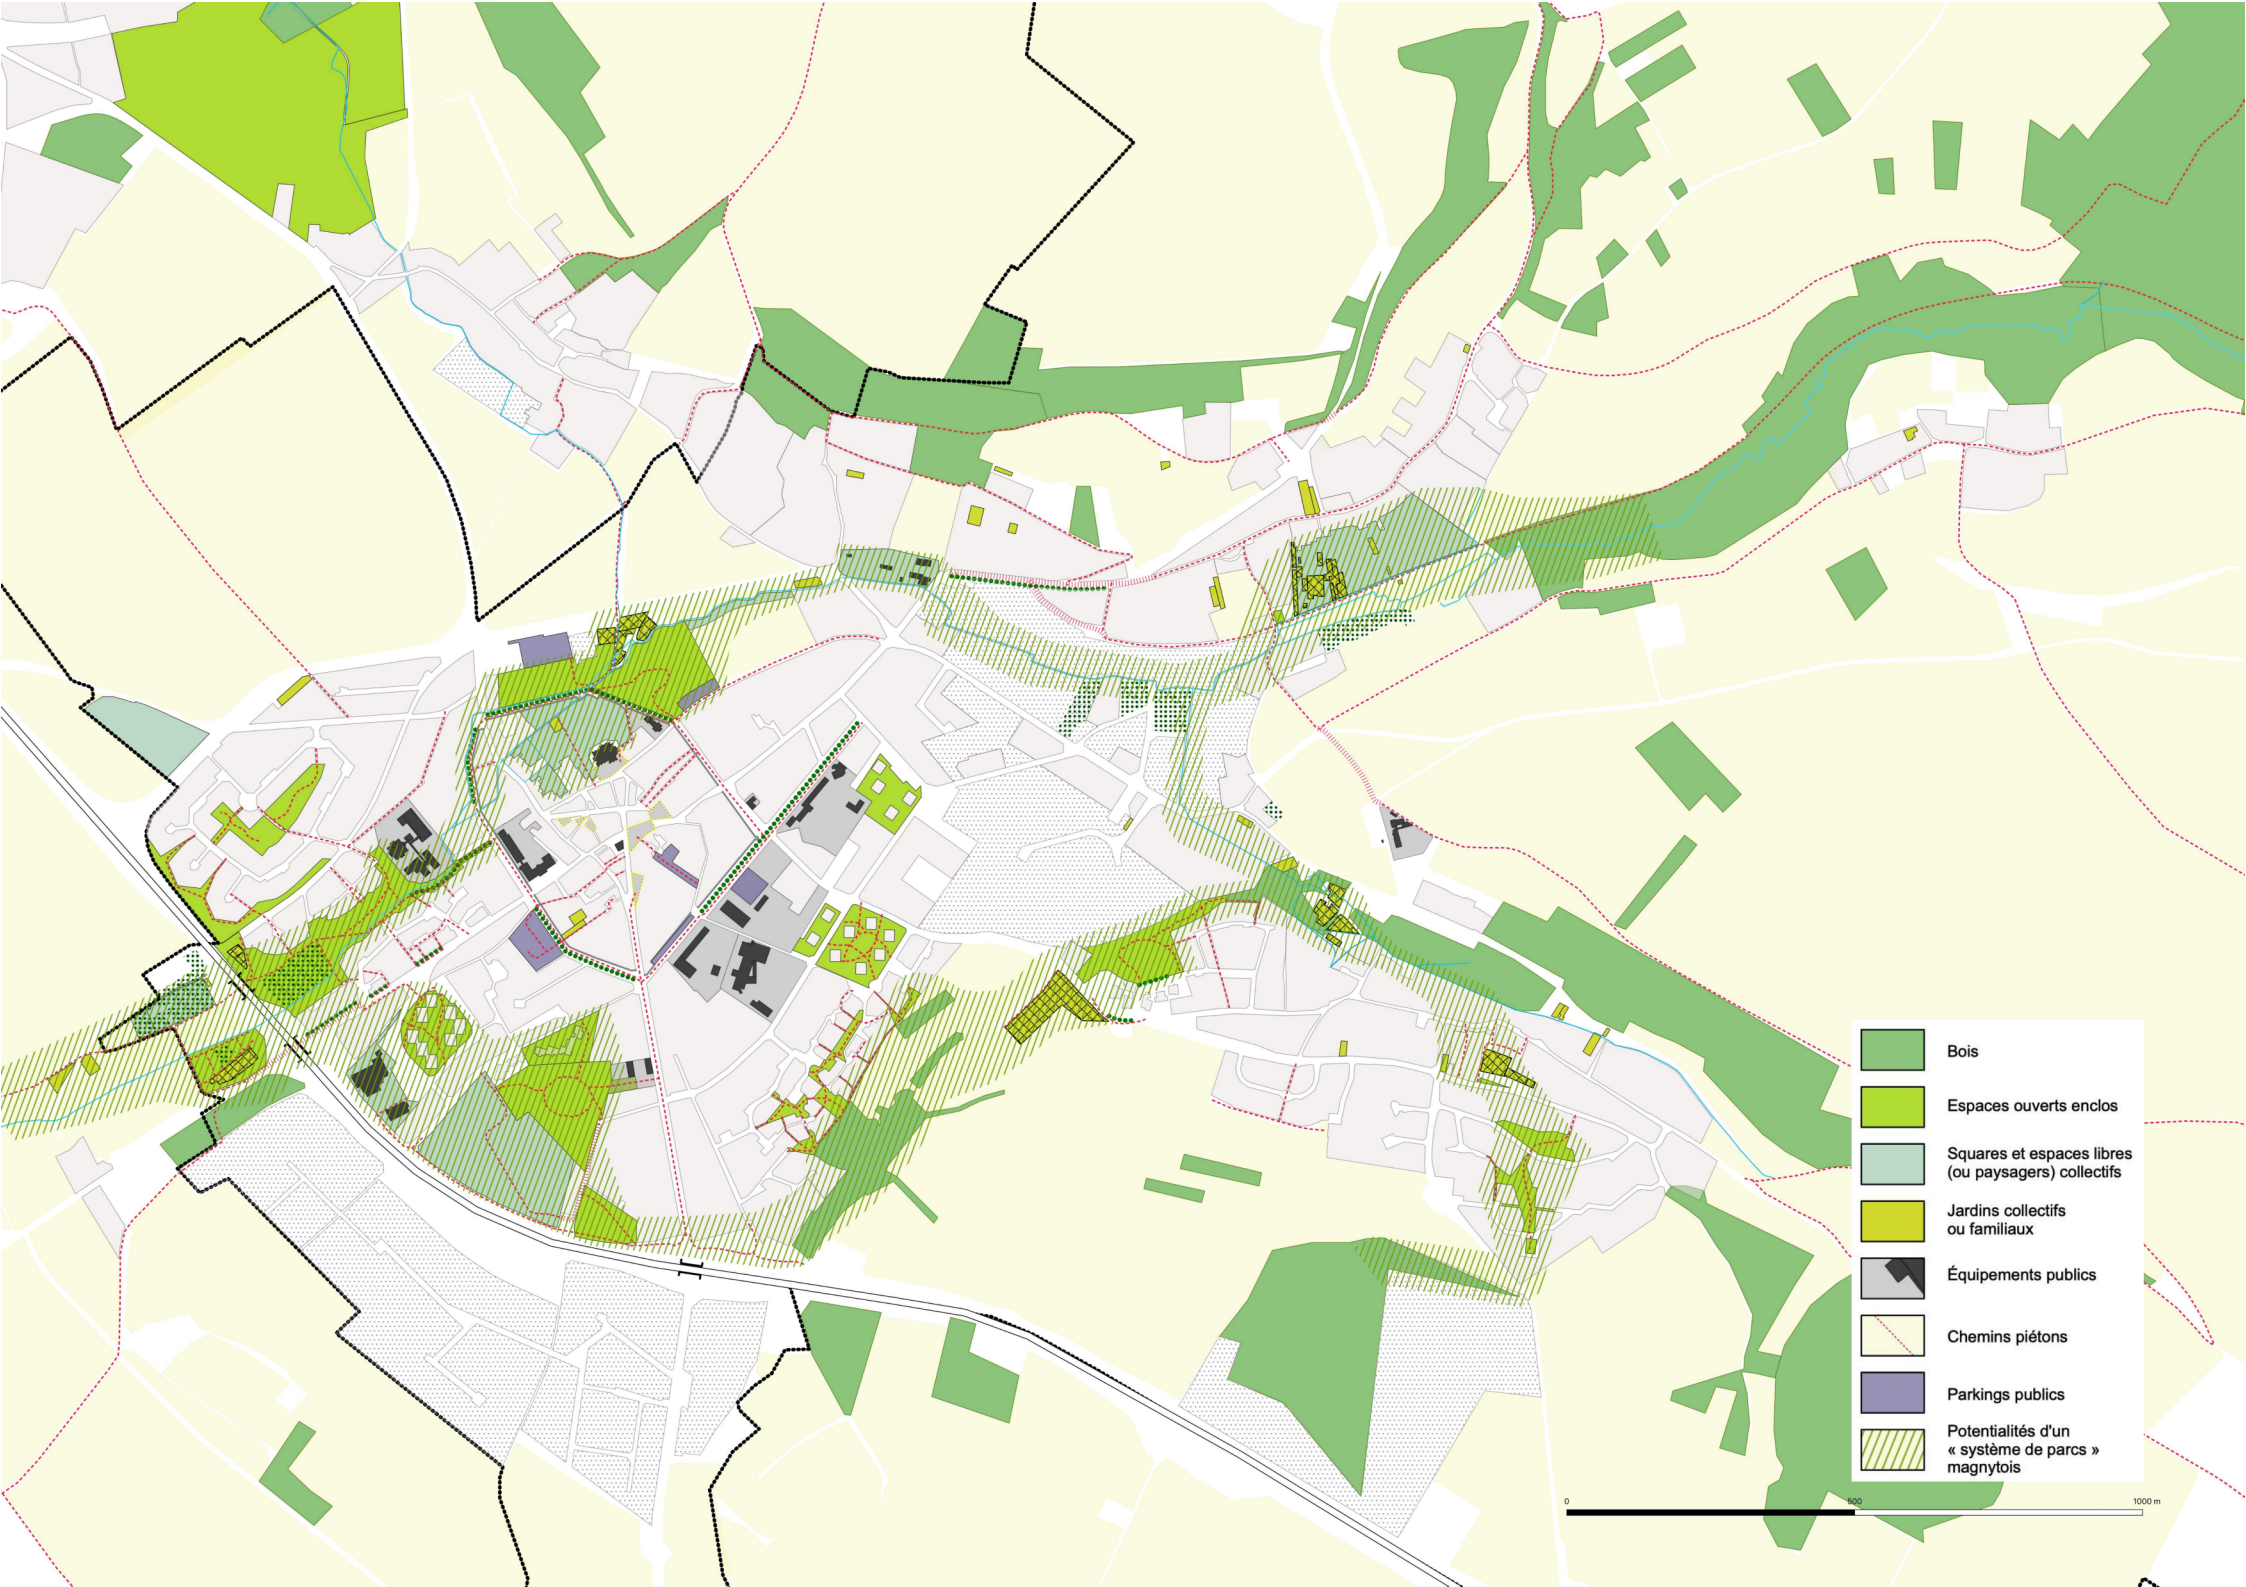 Bois
Espaces ouverts enclos
Squares et espaces libres
(ou paysagers) collectifs
Jardins collectifs
ou familiaux
Équipements publics
Chemins piétons
Parkings publics
Potentialités d'un
« système de parcs »
magnytois
0 500 1000 m